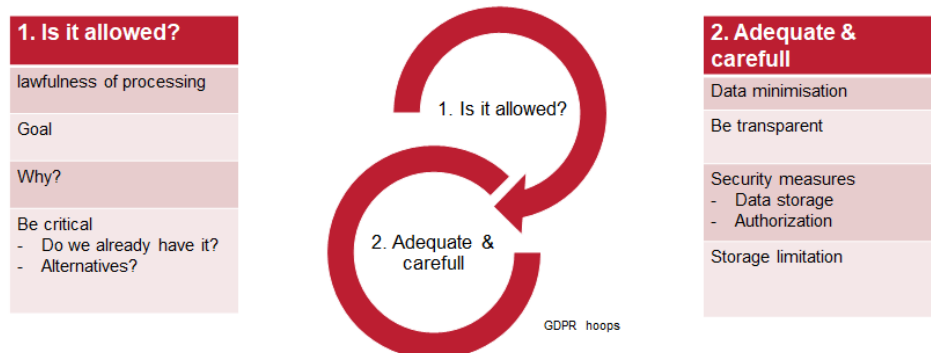 1. Is it allowed?
lawfulness of processing
Goal
Why?
Be critical
- Do we already have it?
- Alternatives?
1. Is it allowed?
2. Adequate &
carefull
GDPR hoops
2. Adequate &
carefull
Data minimisation
Be transparent
Security measures
- Data storage
- Authorization
Storage limitation